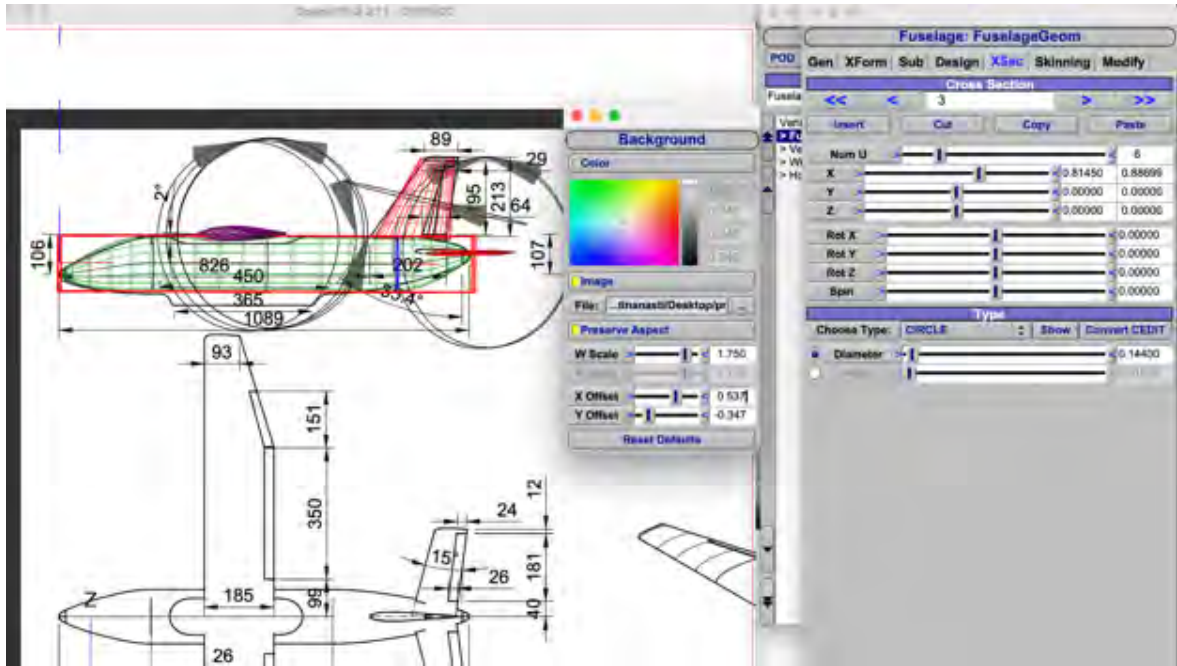 Fuselage: FuselageGeom
POD
Gen XForm Sub Design XSec Skinning Modify
Cross Section
<< < 3 > >>
Insert Cut Copy Paste
Num U 6
X 0.81450 0.88699
Y 0.00000 0.00000
Z 0.00000 0.00000
Rot X 0.00000
Rot Y 0.00000
Rot Z 0.00000
Spin 0.00000
Type
Choose Type: CIRCLE Show Convert CEDIT
Diameter 0.14400
Background
Color
Image
File:
Preserve Aspect
W Scale 1.750
X Offset 0.537
Y Offset -0.347
Reset Defaults
89
29
2°
95
213
64
106
826
450
202
107
365
1089
93
151
350
12
24
15°
26
181
185
99
40
Z
26